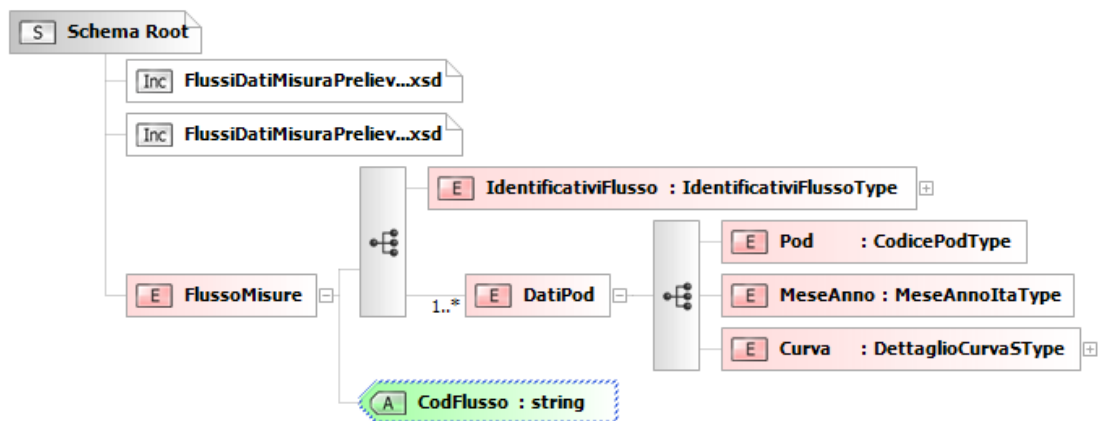 S Schema Root
Inc FlussiDatiMisuraPreliev...xsd
Inc FlussiDatiMisuraPreliev...xsd
E IdentificativiFlusso : IdentificativiFlussoType
E Pod : CodicePodType
E FlussoMisure
1..* E DatiPod
E MeseAnno : MeseAnnoItaType
E Curva : DettaglioCurvaSType
A CodFlusso : string